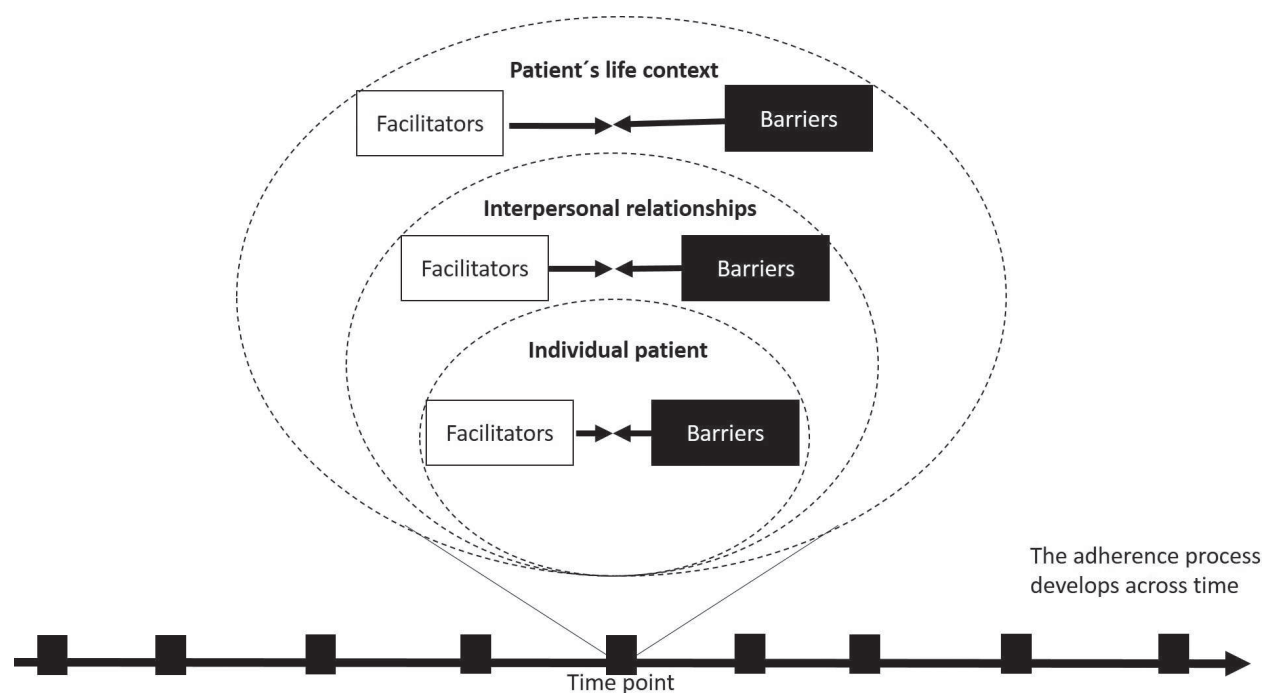 Patient´s life context
Facilitators
Barriers
Interpersonal relationships
Facilitators
Barriers
Individual patient
Facilitators
Barriers
The adherence process
develops across time
Time point